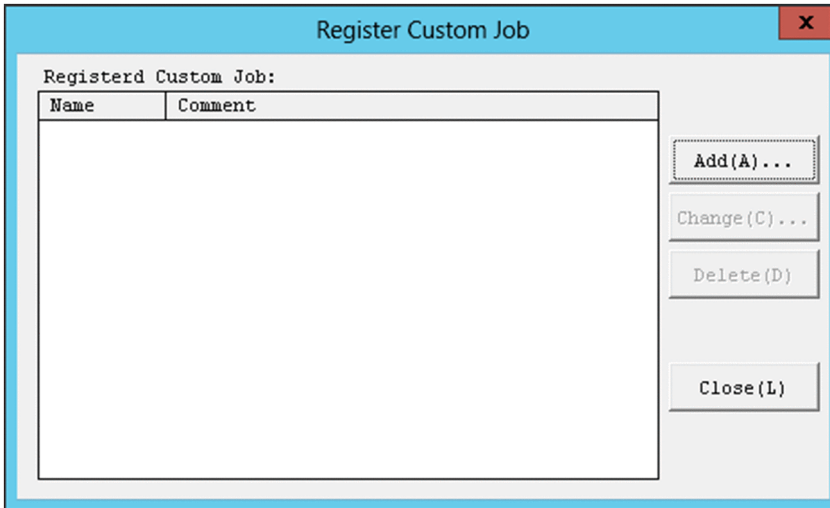 Register Custom Job
x
Registerd Custom Job:
Name Comment
Add(A)...
Change(C)...
Delete(D)
Close(L)